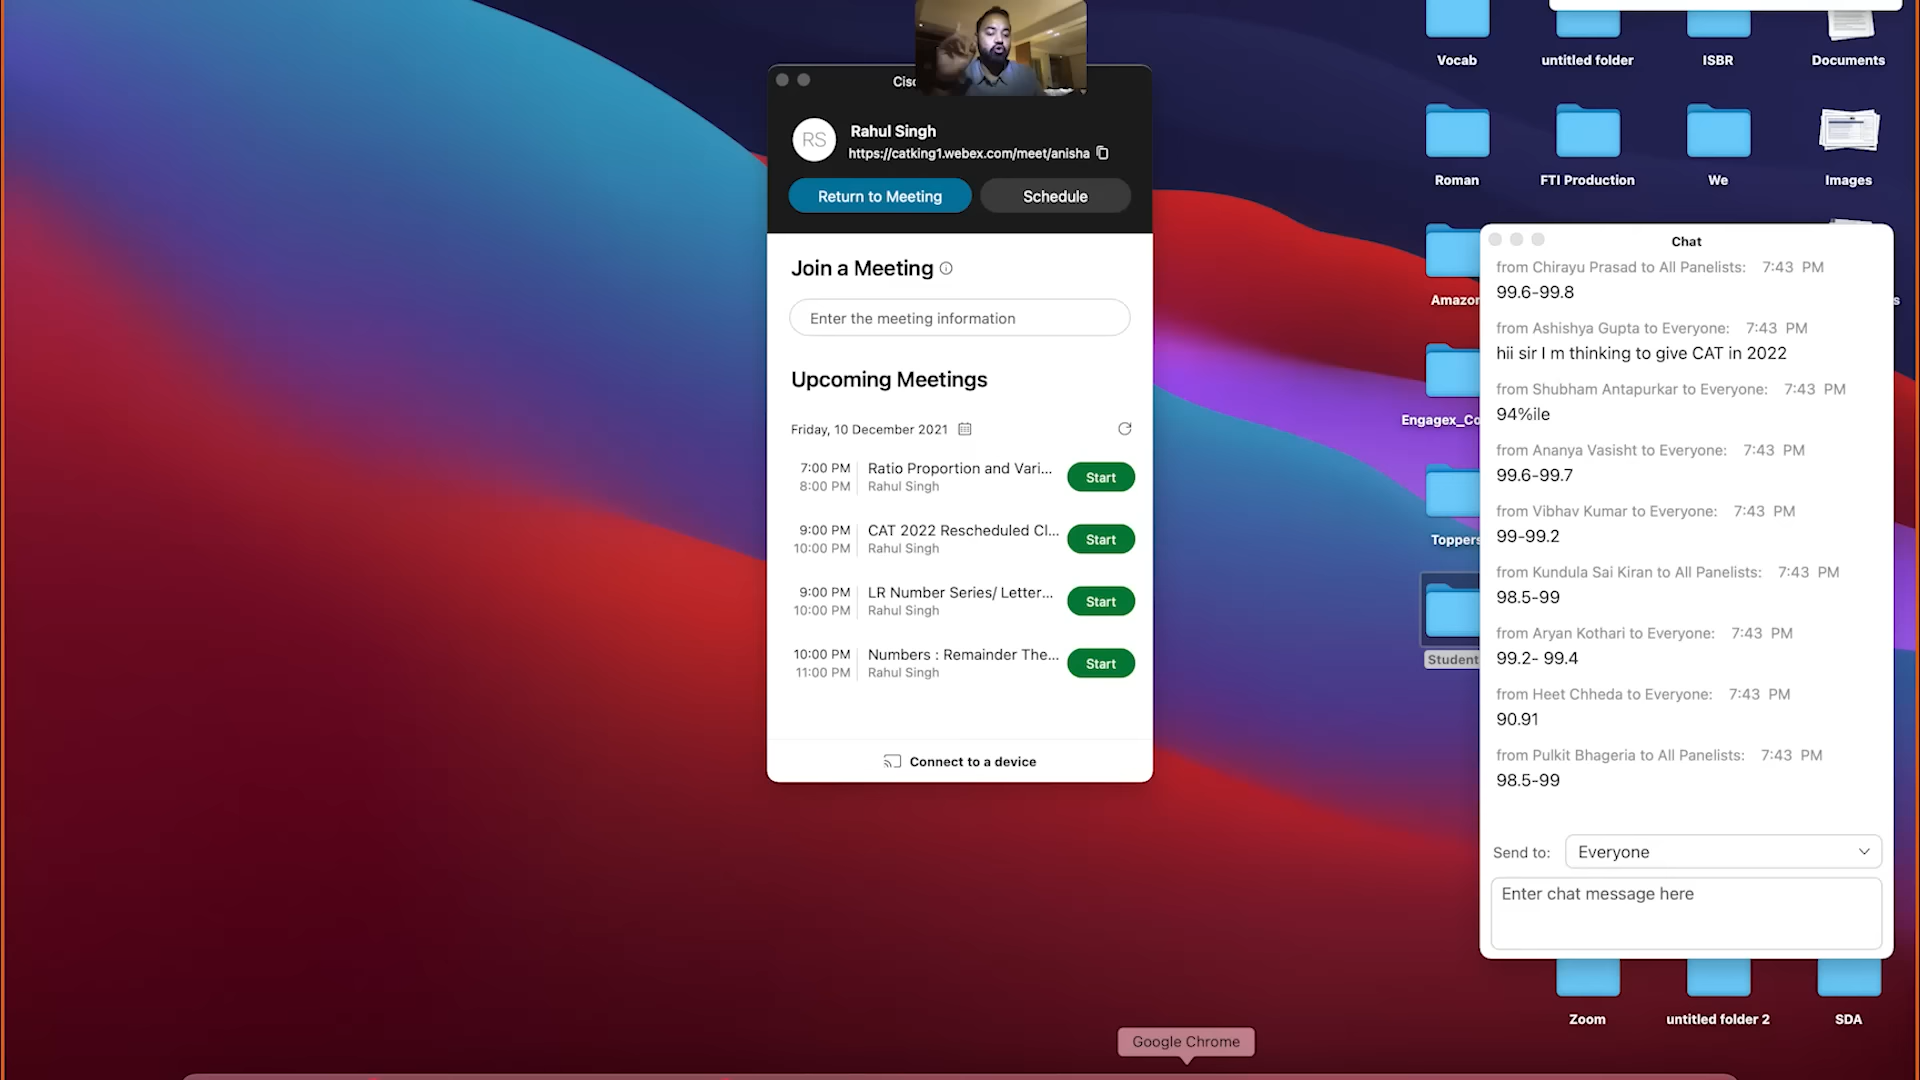 Vocab
untitled folder
ISBR
Documents
Roman
FTI Production
We
Images
Amazon
Engagex_Co
Toppers
Student
Zoom
untitled folder 2
SDA
Cisc
RS
Rahul Singh
https://catking1.webex.com/meet/anisha
Return to Meeting
Schedule
Join a Meeting
Enter the meeting information
Upcoming Meetings
Friday, 10 December 2021
7:00 PM Ratio Proportion and Vari... Start
8:00 PM Rahul Singh
9:00 PM CAT 2022 Rescheduled Cl... Start
10:00 PM Rahul Singh
9:00 PM LR Number Series/ Letter... Start
10:00 PM Rahul Singh
10:00 PM Numbers : Remainder The... Start
11:00 PM Rahul Singh
Connect to a device
Chat
from Chirayu Prasad to All Panelists: 7:43 PM
99.6-99.8
from Ashishya Gupta to Everyone: 7:43 PM
hii sir I m thinking to give CAT in 2022
from Shubham Antapurkar to Everyone: 7:43 PM
94%ile
from Ananya Vasisht to Everyone: 7:43 PM
99.6-99.7
from Vibhav Kumar to Everyone: 7:43 PM
99-99.2
from Kundula Sai Kiran to All Panelists: 7:43 PM
98.5-99
from Aryan Kothari to Everyone: 7:43 PM
99.2- 99.4
from Heet Chheda to Everyone: 7:43 PM
90.91
from Pulkit Bhageria to All Panelists: 7:43 PM
98.5-99
Send to: Everyone
Enter chat message here
Google Chrome